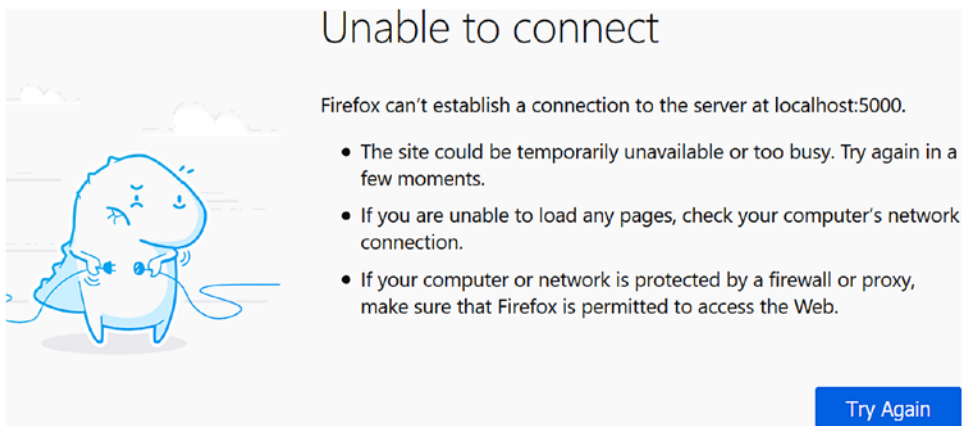 Unable to connect
Firefox can’t establish a connection to the server at localhost:5000.
• The site could be temporarily unavailable or too busy. Try again in a
few moments.
• If you are unable to load any pages, check your computer’s network
connection.
• If your computer or network is protected by a firewall or proxy,
make sure that Firefox is permitted to access the Web.
Try Again